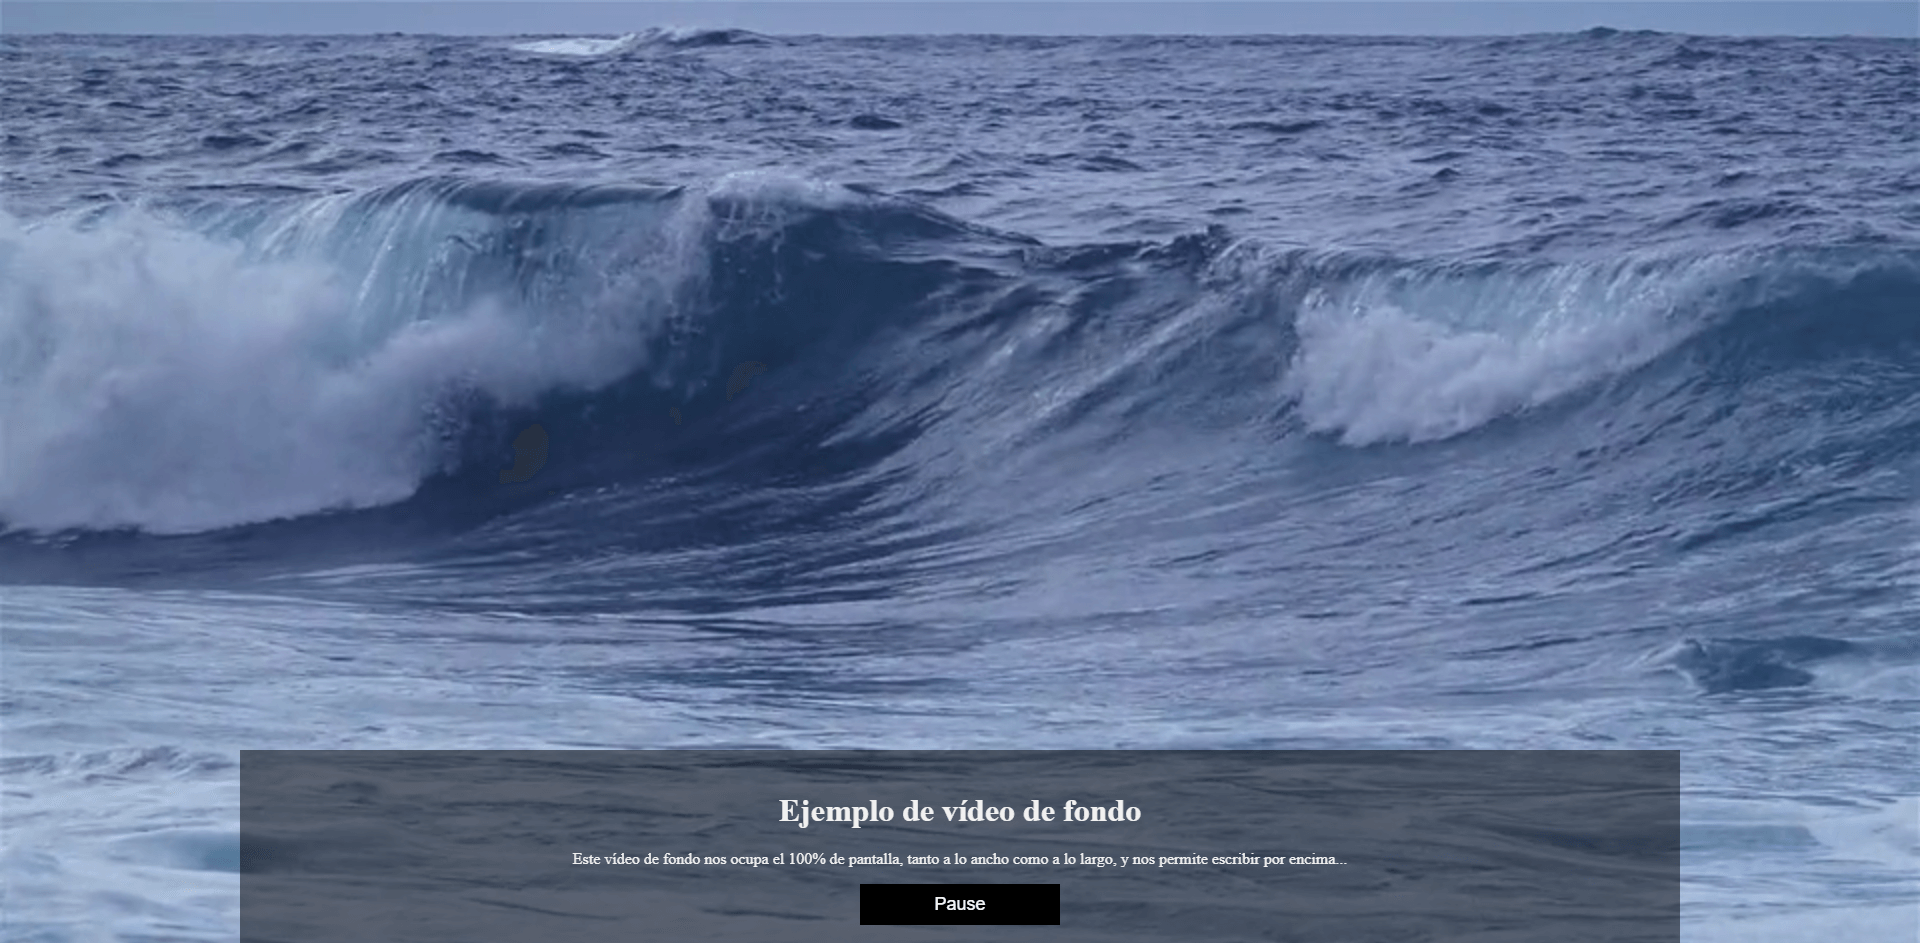 Ejemplo de vídeo de fondo
Este vídeo de fondo nos ocupa el 100% de pantalla, tanto a lo ancho como a lo largo, y nos permite escribir por encima...
Pause